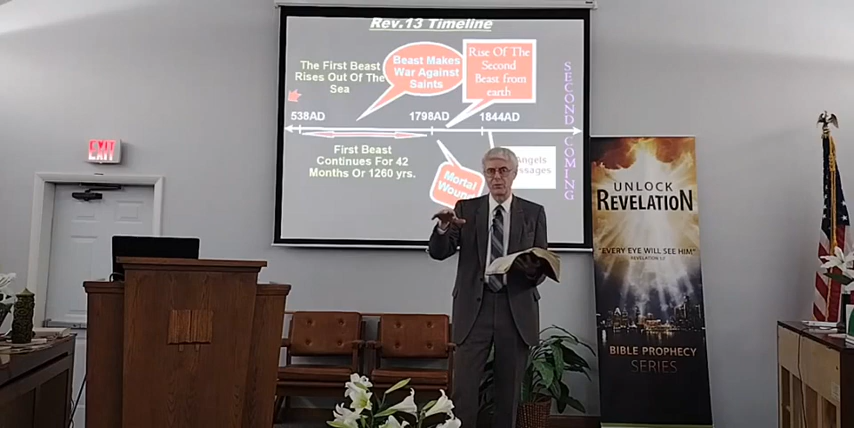 Rev.13 Timeline
The First Beast
Rises Out Of The
Sea
Beast Makes
War Against
Saints
Rise Of The
Second
Beast from
earth
538AD
1798AD
1844AD
First Beast
Continues For 42
Months Or 1260 yrs.
Mortal
Wound
Angels
SECOND COMING
EXIT
UNLOCK
REVELATION
"EVERY EYE WILL SEE HIM"
REVELATION 1:7
BIBLE PROPHECY
SERIES